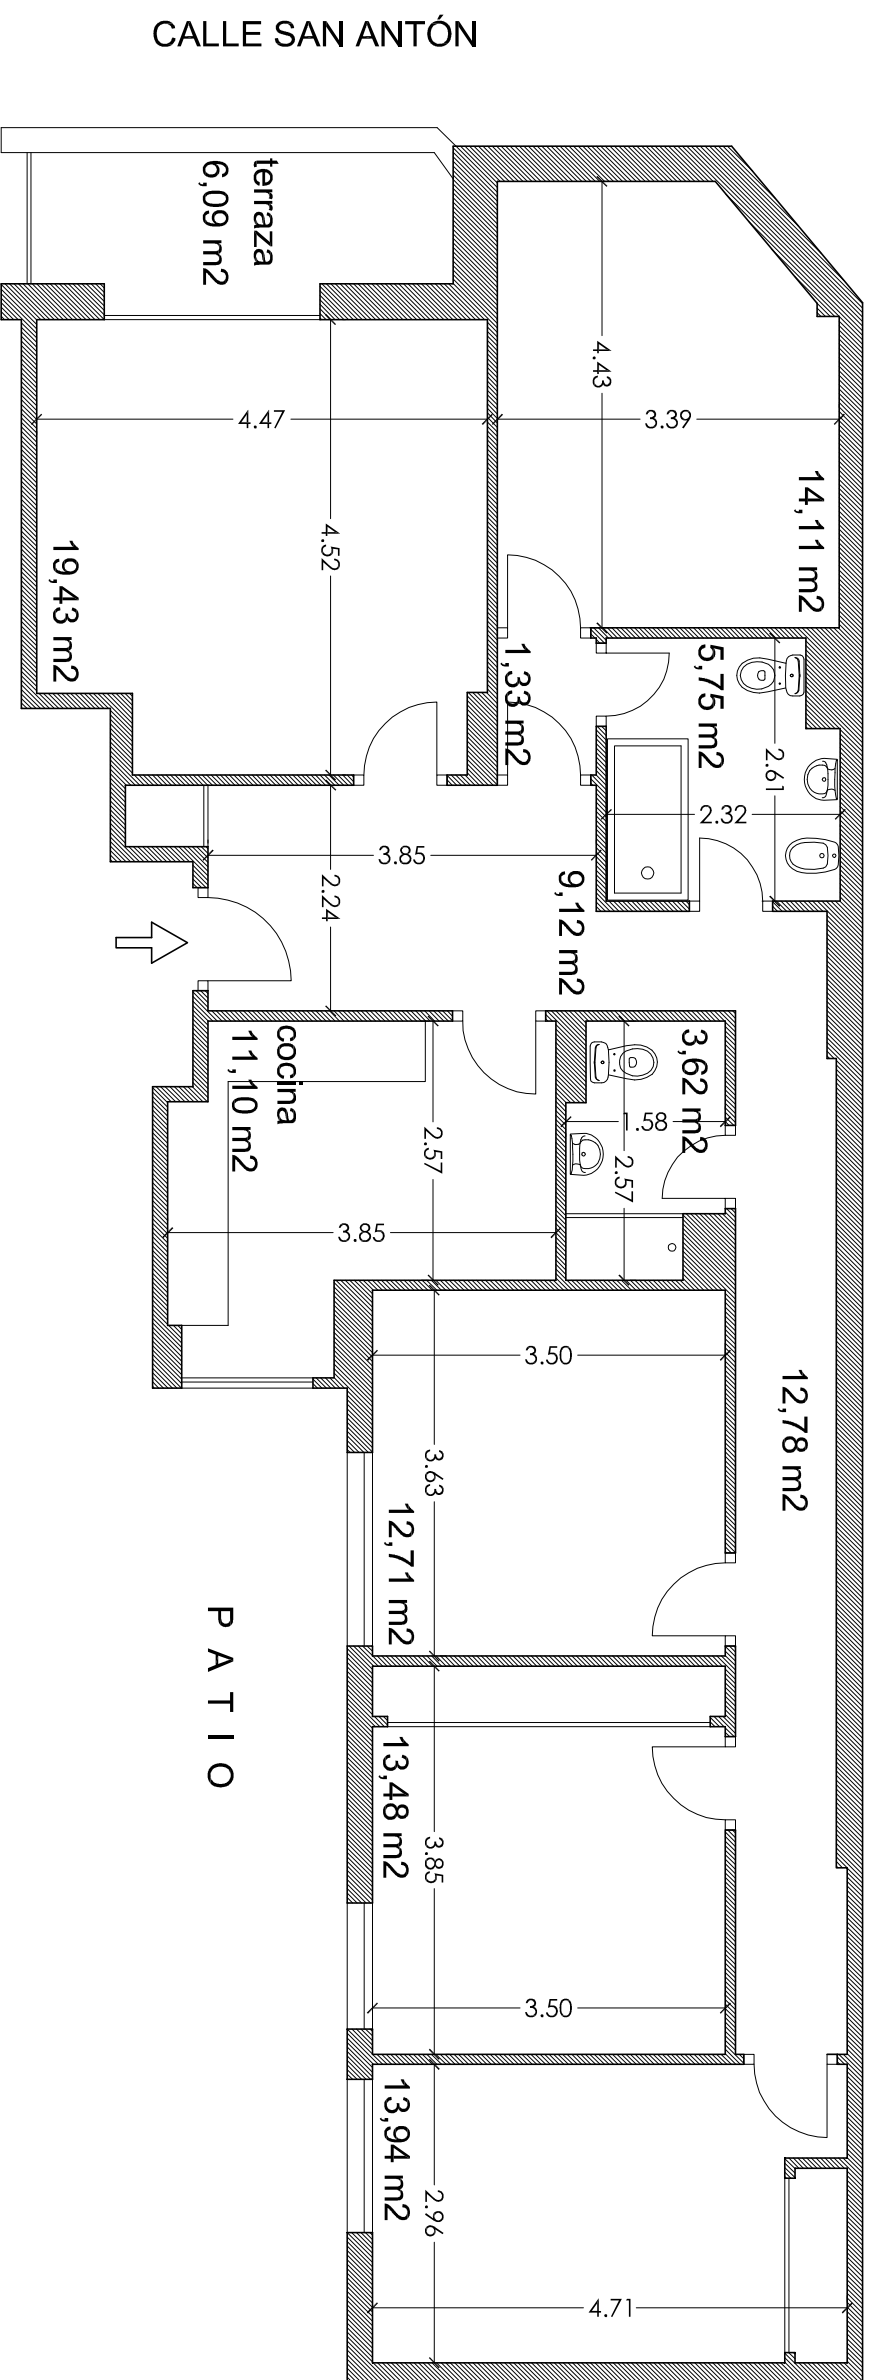 CALLE SAN ANTÓN
terraza
6,09 m2
4.43
4.47
3.39
14,11 m2
4.52
19,43 m2
1,33 m2
5,75 m2
2.61
2.32
3.85
2.24
9,12 m2
cocina
11,10 m2
3,62 m2
1.58
2.57
2.57
3.85
3.50
12,78 m2
3.63
12,71 m2
PATIO
13,48 m2
3.85
3.50
13,94 m2
2.96
4.71